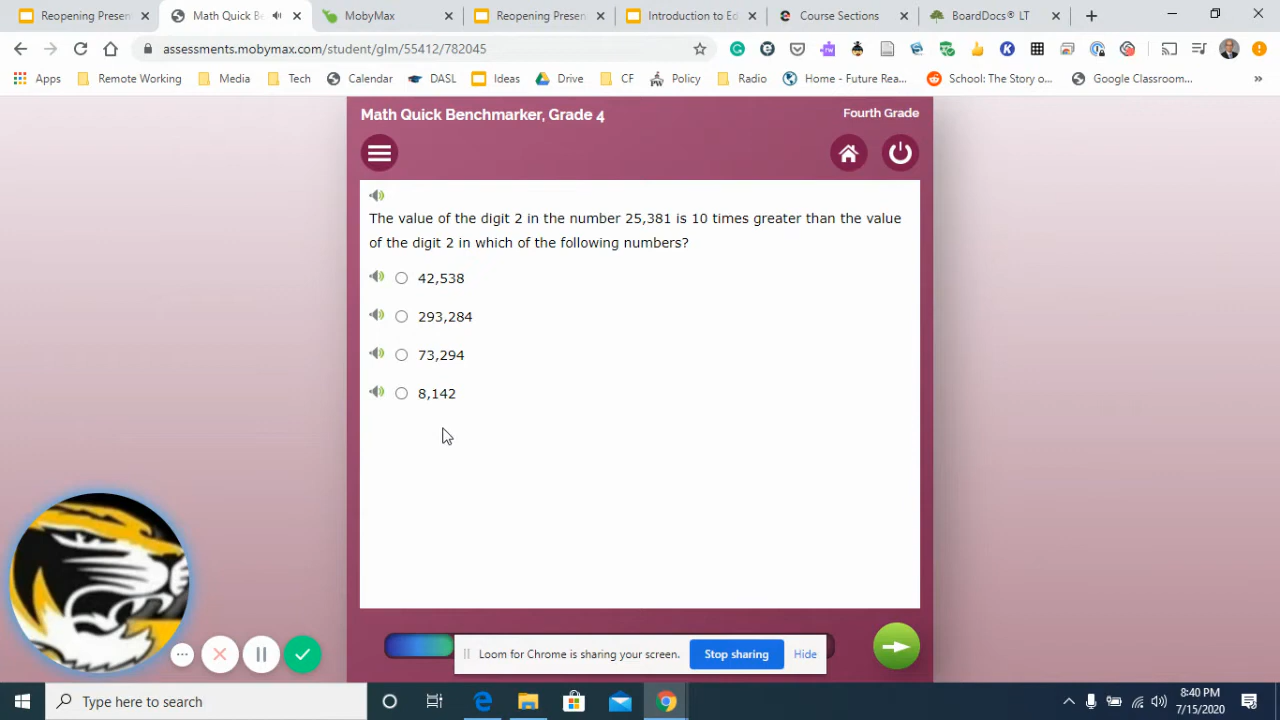 Reopening Presen
Math Quick Be
MobyMax
Reopening Presen
Introduction to Ed
Course Sections
BoardDocs® LT
assessments.mobymax.com/student/glm/55412/782045
Apps
Remote Working
Media
Tech
Calendar
DASL
Ideas
Drive
CF
Policy
Radio
Home - Future Rea...
School: The Story o...
Google Classroom...
»
Math Quick Benchmarker, Grade 4
Fourth Grade
The value of the digit 2 in the number 25,381 is 10 times greater than the value
of the digit 2 in which of the following numbers?
42,538
293,284
73,294
8,142
Loom for Chrome is sharing your screen.
Stop sharing
Hide
Type here to search
8:40 PM
7/15/2020